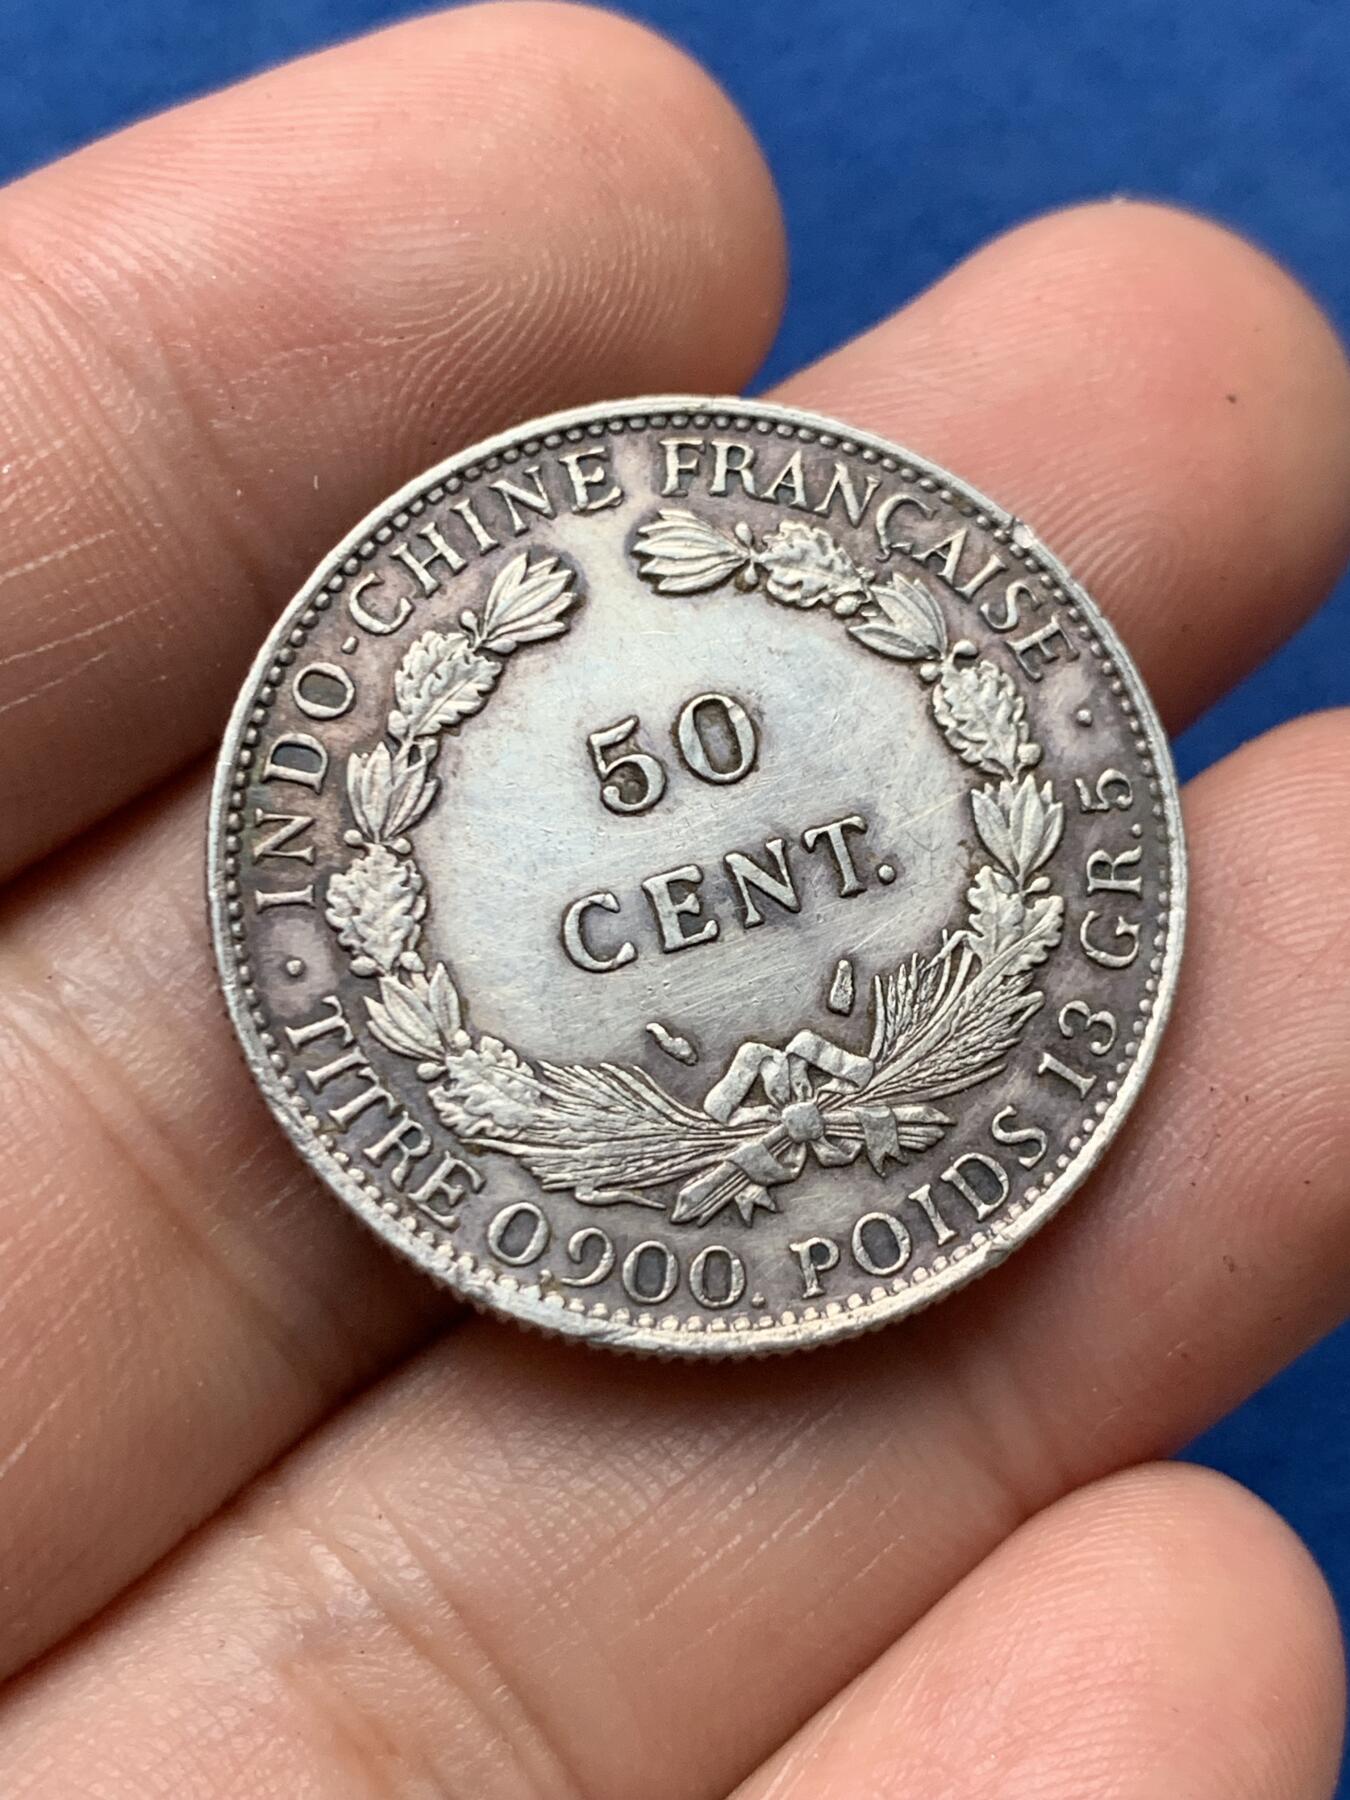 INDO-CHINE FRANÇAISE
50
CENT.
· TITRE 0,900. POIDS 13 GR. 5 ·